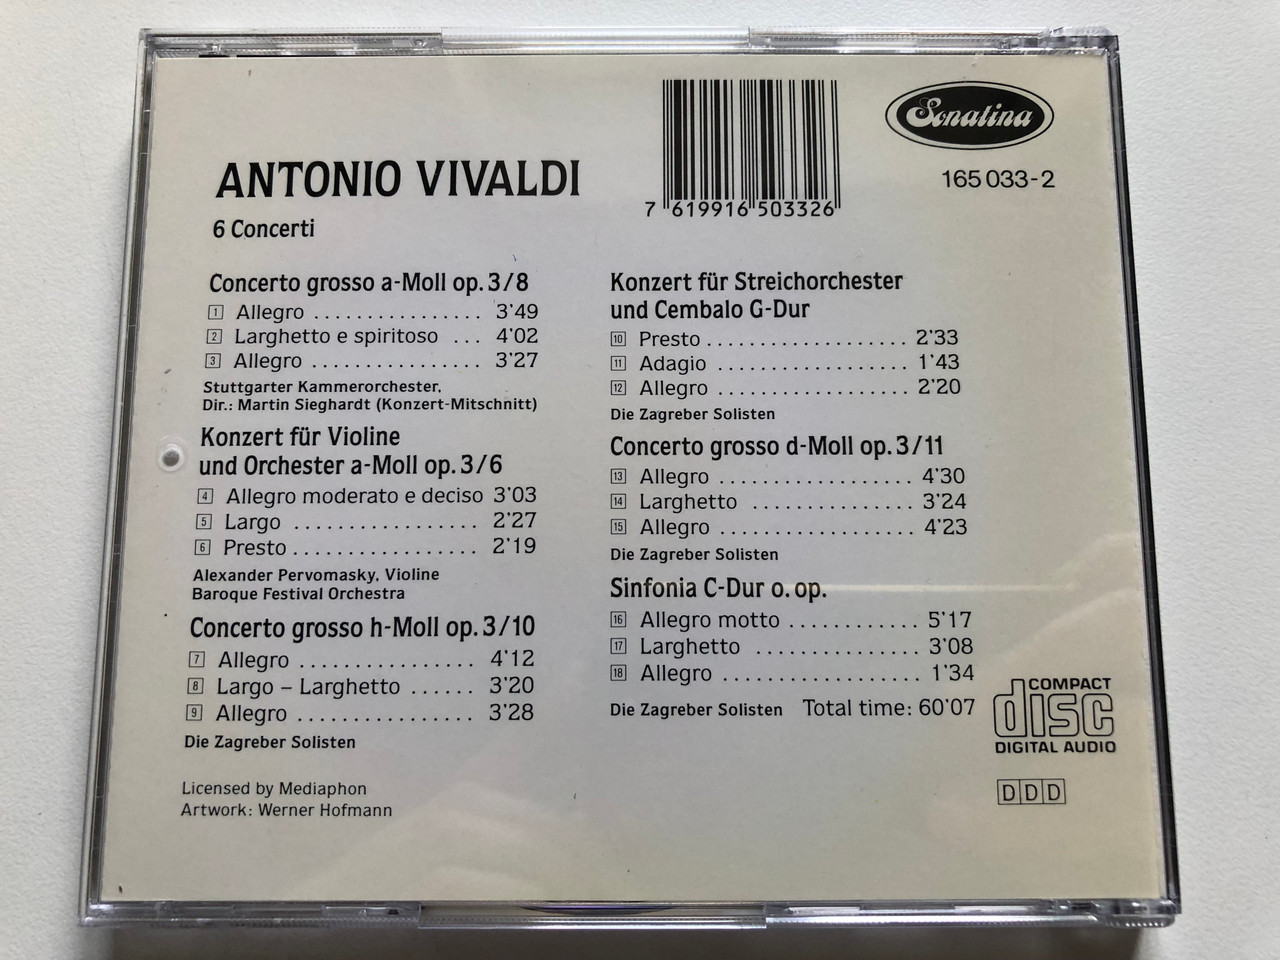 Sonatina
165 033-2
7 619916 503326
ANTONIO VIVALDI
6 Concerti
Concerto grosso a-Moll op. 3/8
1 Allegro ................ 3'49
2 Larghetto e spiritoso ... 4'02
3 Allegro ................ 3'27
Stuttgarter Kammerorchester,
Dir.: Martin Sieghardt (Konzert-Mitschnitt)
Konzert für Violine
und Orchester a-Moll op. 3/6
4 Allegro moderato e deciso 3'03
5 Largo ................. 2'27
6 Presto ................. 2'19
Alexander Pervomasky, Violine
Baroque Festival Orchestra
Concerto grosso h-Moll op. 3/10
7 Allegro ................ 4'12
8 Largo – Larghetto ...... 3'20
9 Allegro ................ 3'28
Die Zagreber Solisten
Licensed by Mediaphon
Artwork: Werner Hofmann
Konzert für Streichorchester
und Cembalo G-Dur
10 Presto ................... 2'33
11 Adagio .................. 1'43
12 Allegro .................. 2'20
Die Zagreber Solisten
Concerto grosso d-Moll op. 3/11
13 Allegro .................. 4'30
14 Larghetto ............... 3'24
15 Allegro .................. 4'23
Die Zagreber Solisten
Sinfonia C-Dur o. op.
16 Allegro motto ............ 5'17
17 Larghetto ............... 3'08
18 Allegro ................... 1'34
Die Zagreber Solisten Total time: 60'07
COMPACT
disc
DIGITAL AUDIO
DDD